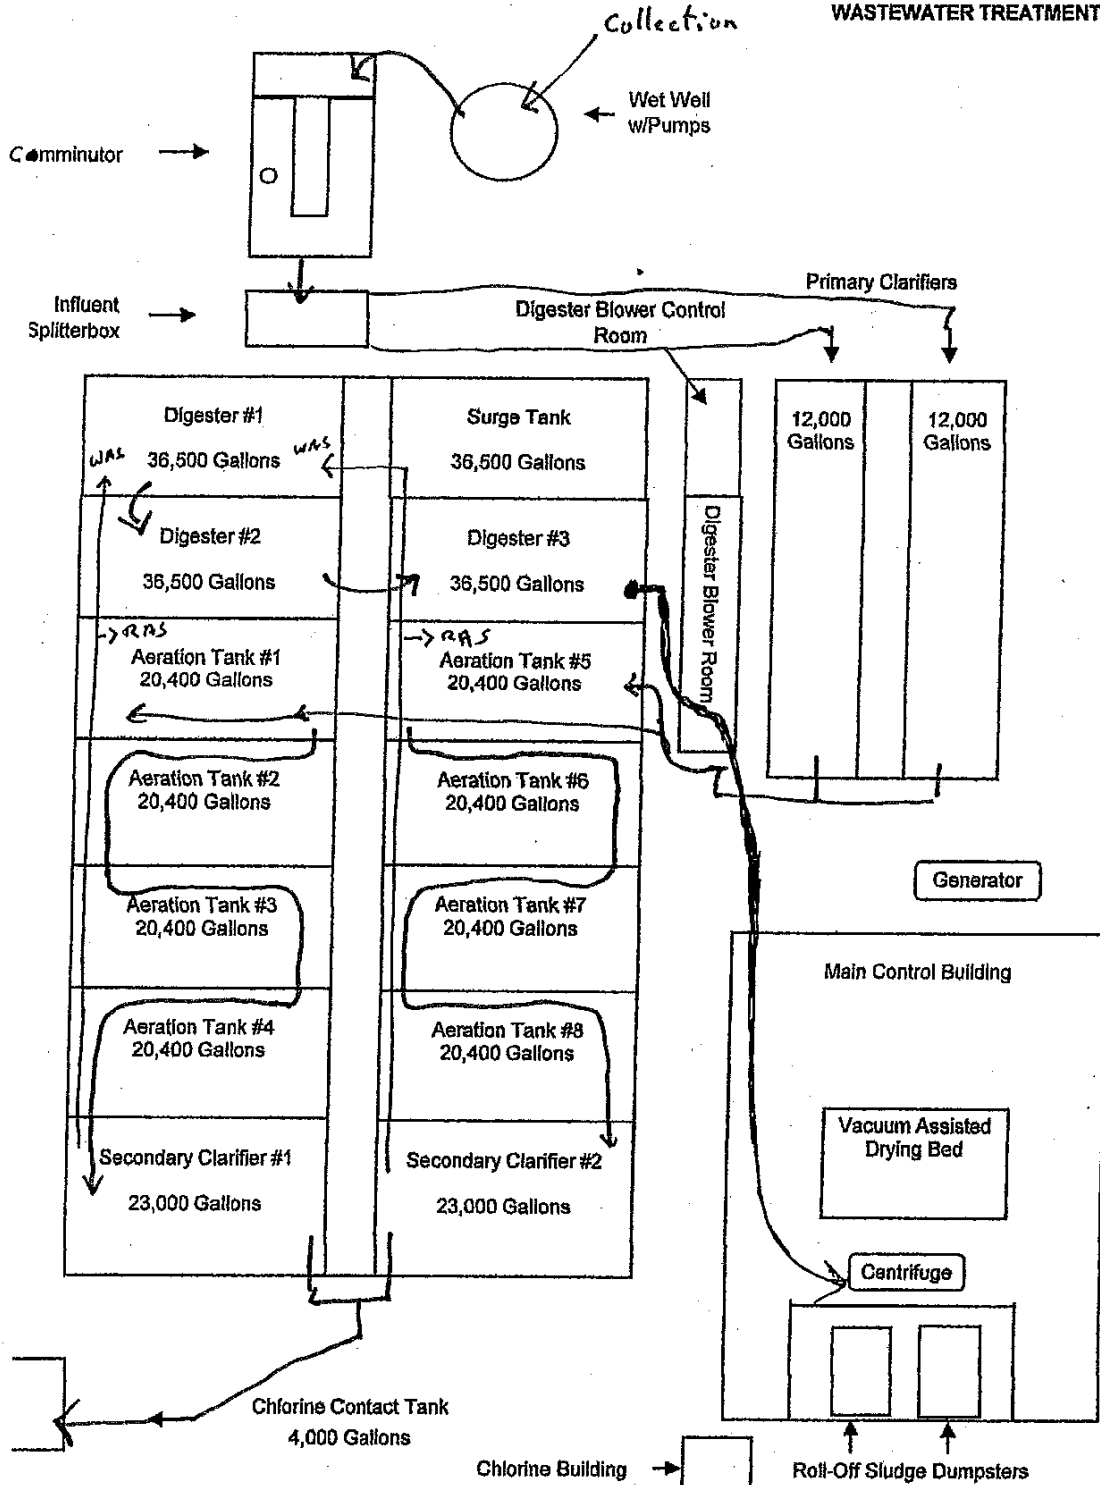 WASTEWATER TREATMENT
Collection
Wet Well
w/Pumps
Comminutor
Primary Clarifiers
Influent
Splitterbox
Digester Blower Control
Room
Digester #1
36,500 Gallons
WAS
WAS
Surge Tank
36,500 Gallons
12,000
Gallons
12,000
Gallons
Digester #2
36,500 Gallons
Digester #3
36,500 Gallons
Digester Blower Room
RAS
Aeration Tank #1
20,400 Gallons
RAS
Aeration Tank #5
20,400 Gallons
Aeration Tank #2
20,400 Gallons
Aeration Tank #6
20,400 Gallons
Aeration Tank #3
20,400 Gallons
Aeration Tank #7
20,400 Gallons
Generator
Main Control Building
Aeration Tank #4
20,400 Gallons
Aeration Tank #8
20,400 Gallons
Vacuum Assisted
Drying Bed
Secondary Clarifier #1
23,000 Gallons
Secondary Clarifier #2
23,000 Gallons
Centrifuge
Chlorine Contact Tank
4,000 Gallons
Chlorine Building
Roll-Off Sludge Dumpsters